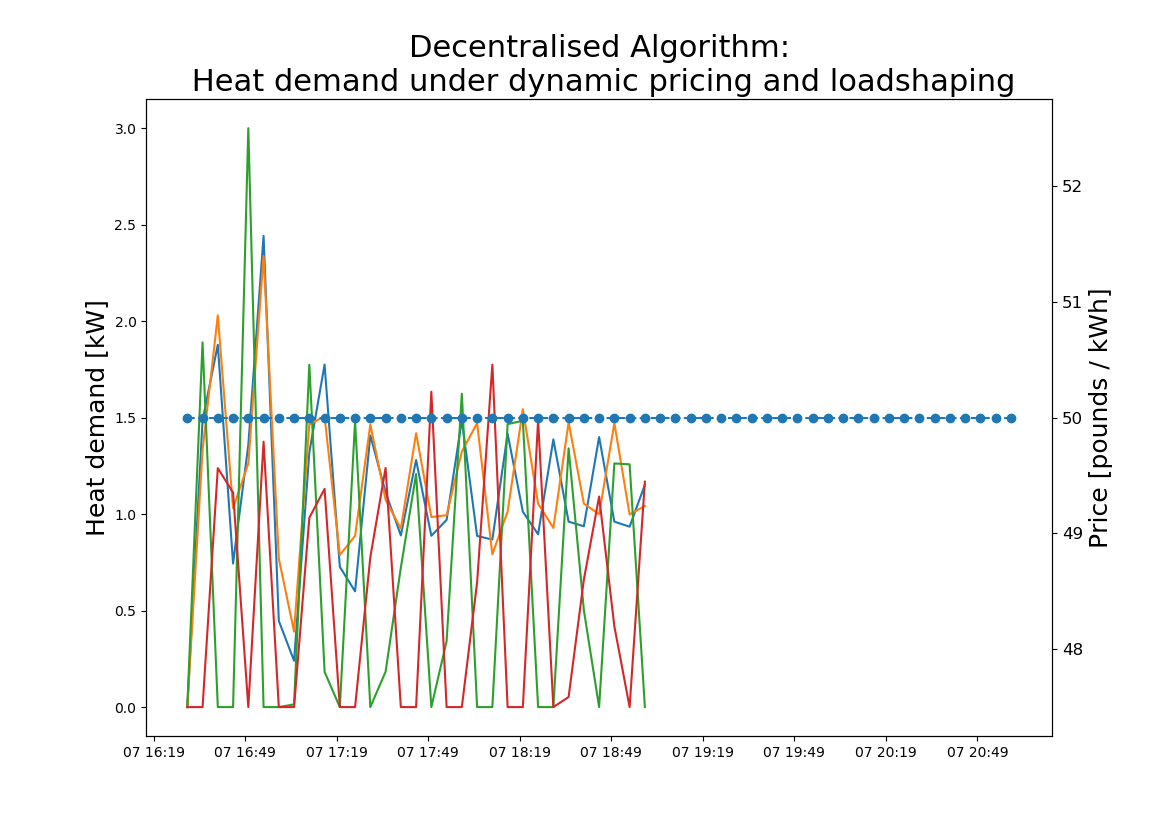 Decentralised Algorithm:
Heat demand under dynamic pricing and loadshaping
Heat demand [kW]
3.0
2.5
2.0
1.5
1.0
0.5
0.0
52
51
50
49
48
Price [pounds / kWh]
07 16:19 07 16:49 07 17:19 07 17:49 07 18:19 07 18:49 07 19:19 07 19:49 07 20:19 07 20:49